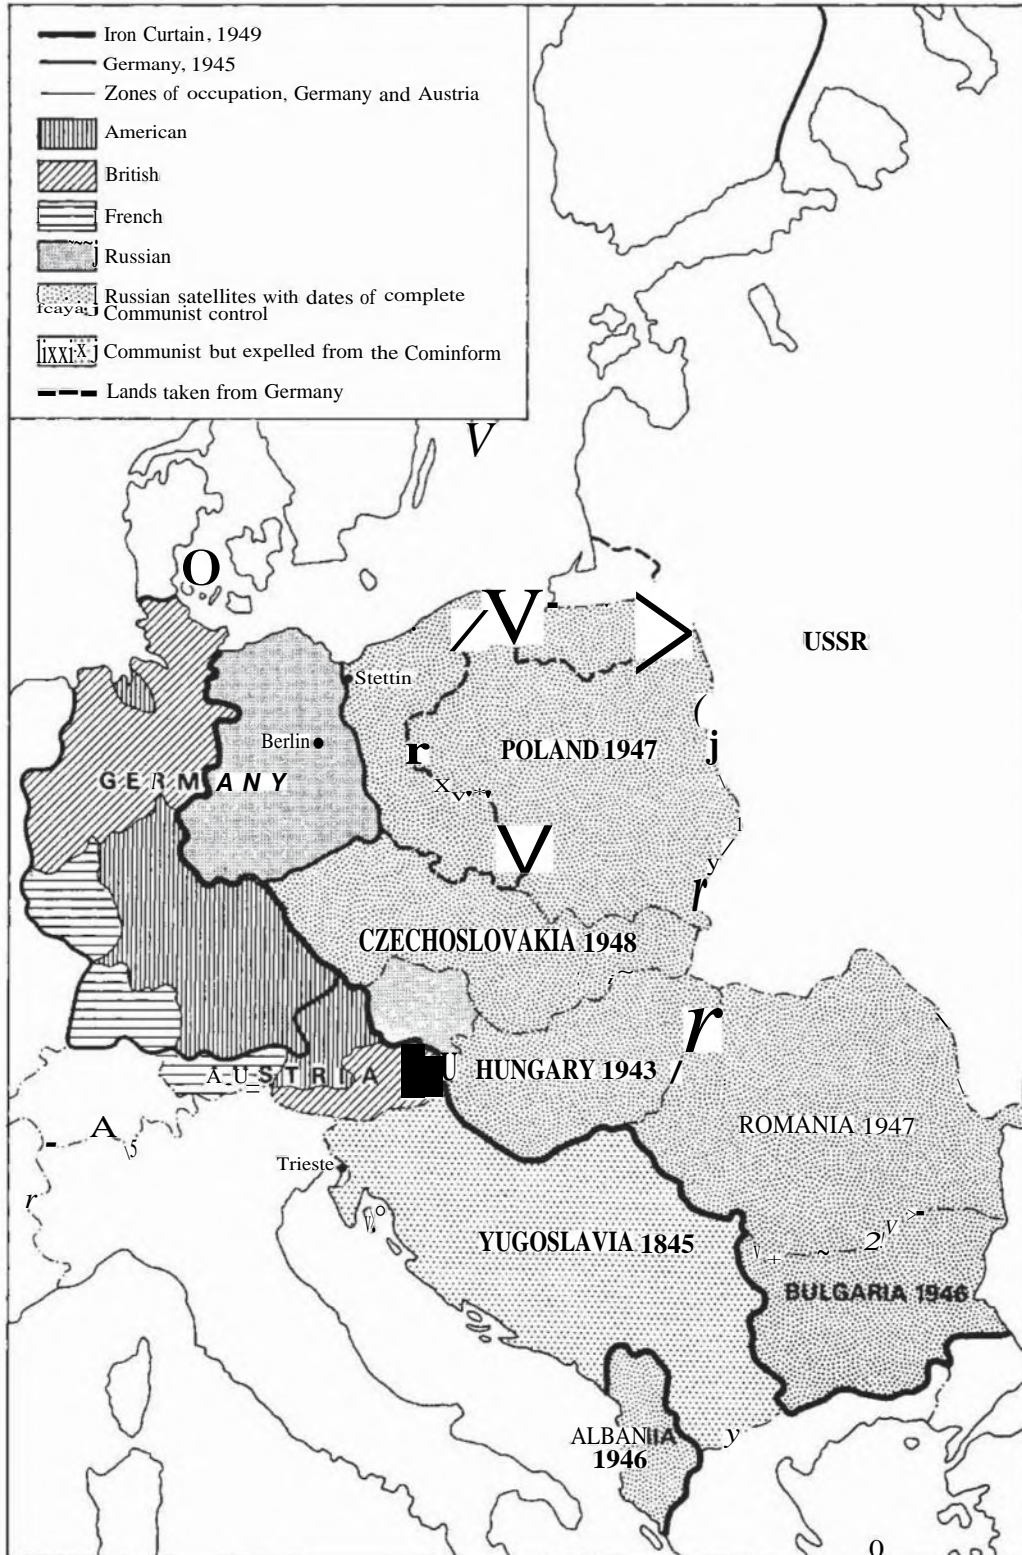 Iron Curtain, 1949
Germany, 1945
Zones of occupation, Germany and Austria
American
British
French
Russian
Russian satellites with dates of complete
Communist control
Communist but expelled from the Cominform
Lands taken from Germany
V
O
V
USSR
Stettin
Berlin
r
POLAND 1947
j
GERMANY
V
y
r
CZECHOSLOVAKIA 1948
r
AUSTRIA
U
HUNGARY 1943
A
ROMANIA 1947
Trieste
r
YUGOSLAVIA 1845
2
V
BULGARIA 1946
ALBANIA
1946
y